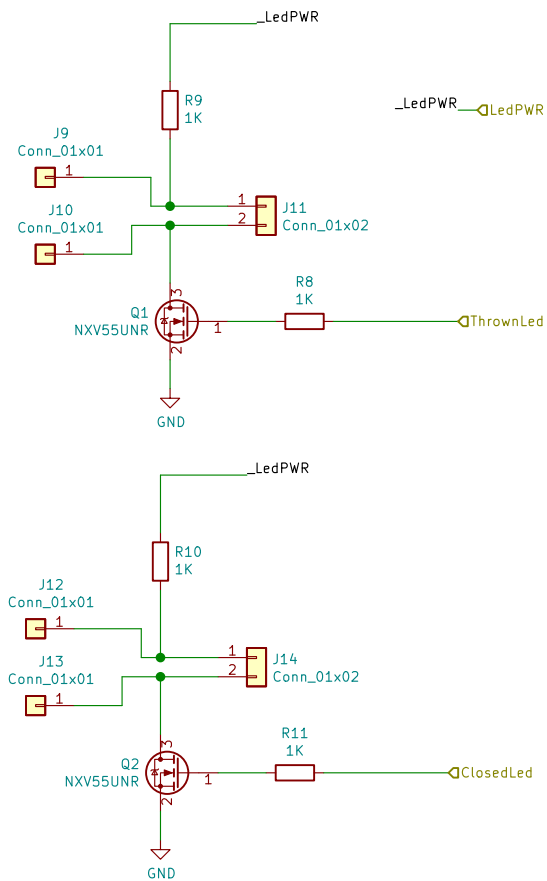 _LedPWR
R9
1K
_LedPWR
LedPWR
J9
Conn_01x01
1
1
2
J11
Conn_01x02
J10
Conn_01x01
1
3
Q1
NXV55UNR
1
2
R8
1K
ThrownLed
GND
_LedPWR
R10
1K
J12
Conn_01x01
1
1
2
J14
Conn_01x02
J13
Conn_01x01
1
3
Q2
NXV55UNR
1
2
R11
1K
ClosedLed
GND